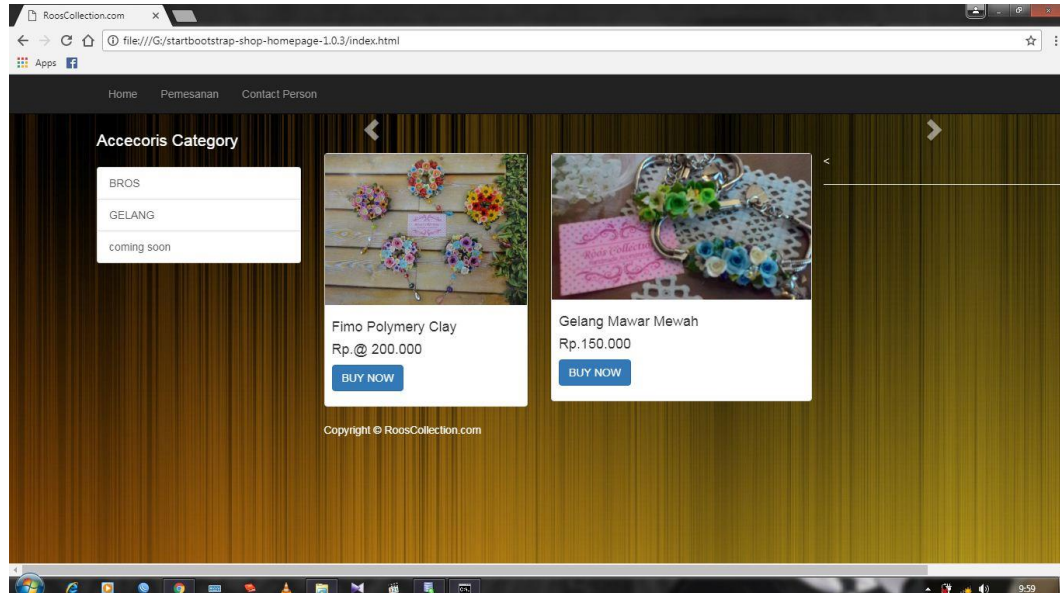 RoosCollection.com
file:///G:/startbootstrap-shop-homepage-1.0.3/index.html
Apps
Home Pemesanan Contact Person
Accecoris Category
BROS
GELANG
coming soon
<
Roos Collection
Fimo Polymery Clay
Rp.@ 200.000
BUY NOW
Gelang Mawar Mewah
Rp.150.000
BUY NOW
Copyright © RoosCollection.com
9:59